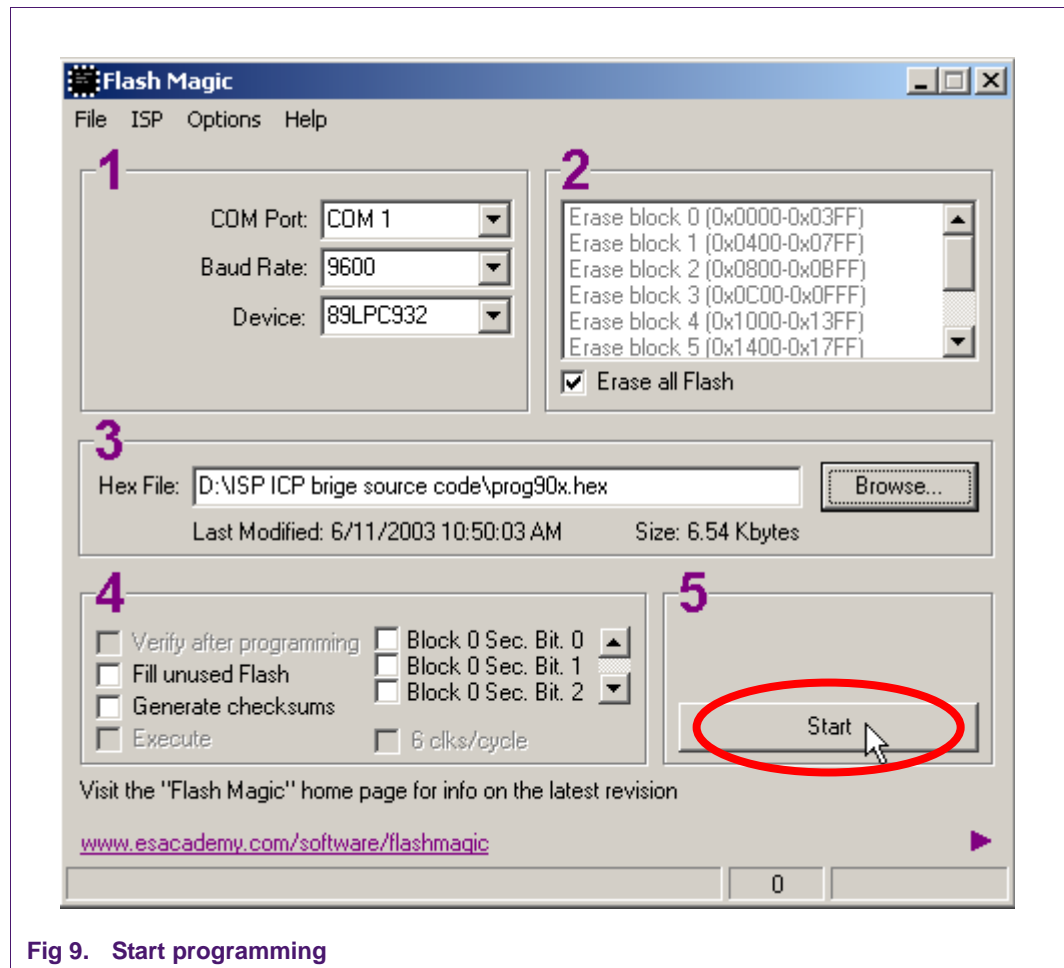 Flash Magic
File ISP Options Help
1
COM Port: COM 1
Baud Rate: 9600
Device: 89LPC932
2
Erase block 0 (0x0000-0x03FF)
Erase block 1 (0x0400-0x07FF)
Erase block 2 (0x0800-0x0BFF)
Erase block 3 (0x0C00-0x0FFF)
Erase block 4 (0x1000-0x13FF)
Erase block 5 (0x1400-0x17FF)
Erase all Flash
3
Hex File: D:\ISP ICP brige source code\prog90x.hex Browse...
Last Modified: 6/11/2003 10:50:03 AM Size: 6.54 Kbytes
4
Verify after programming
Fill unused Flash
Generate checksums
Execute
Block 0 Sec. Bit. 0
Block 0 Sec. Bit. 1
Block 0 Sec. Bit. 2
6 clks/cycle
5
Start
Visit the "Flash Magic" home page for info on the latest revision
www.esacademy.com/software/flashmagic
0
Fig 9. Start programming